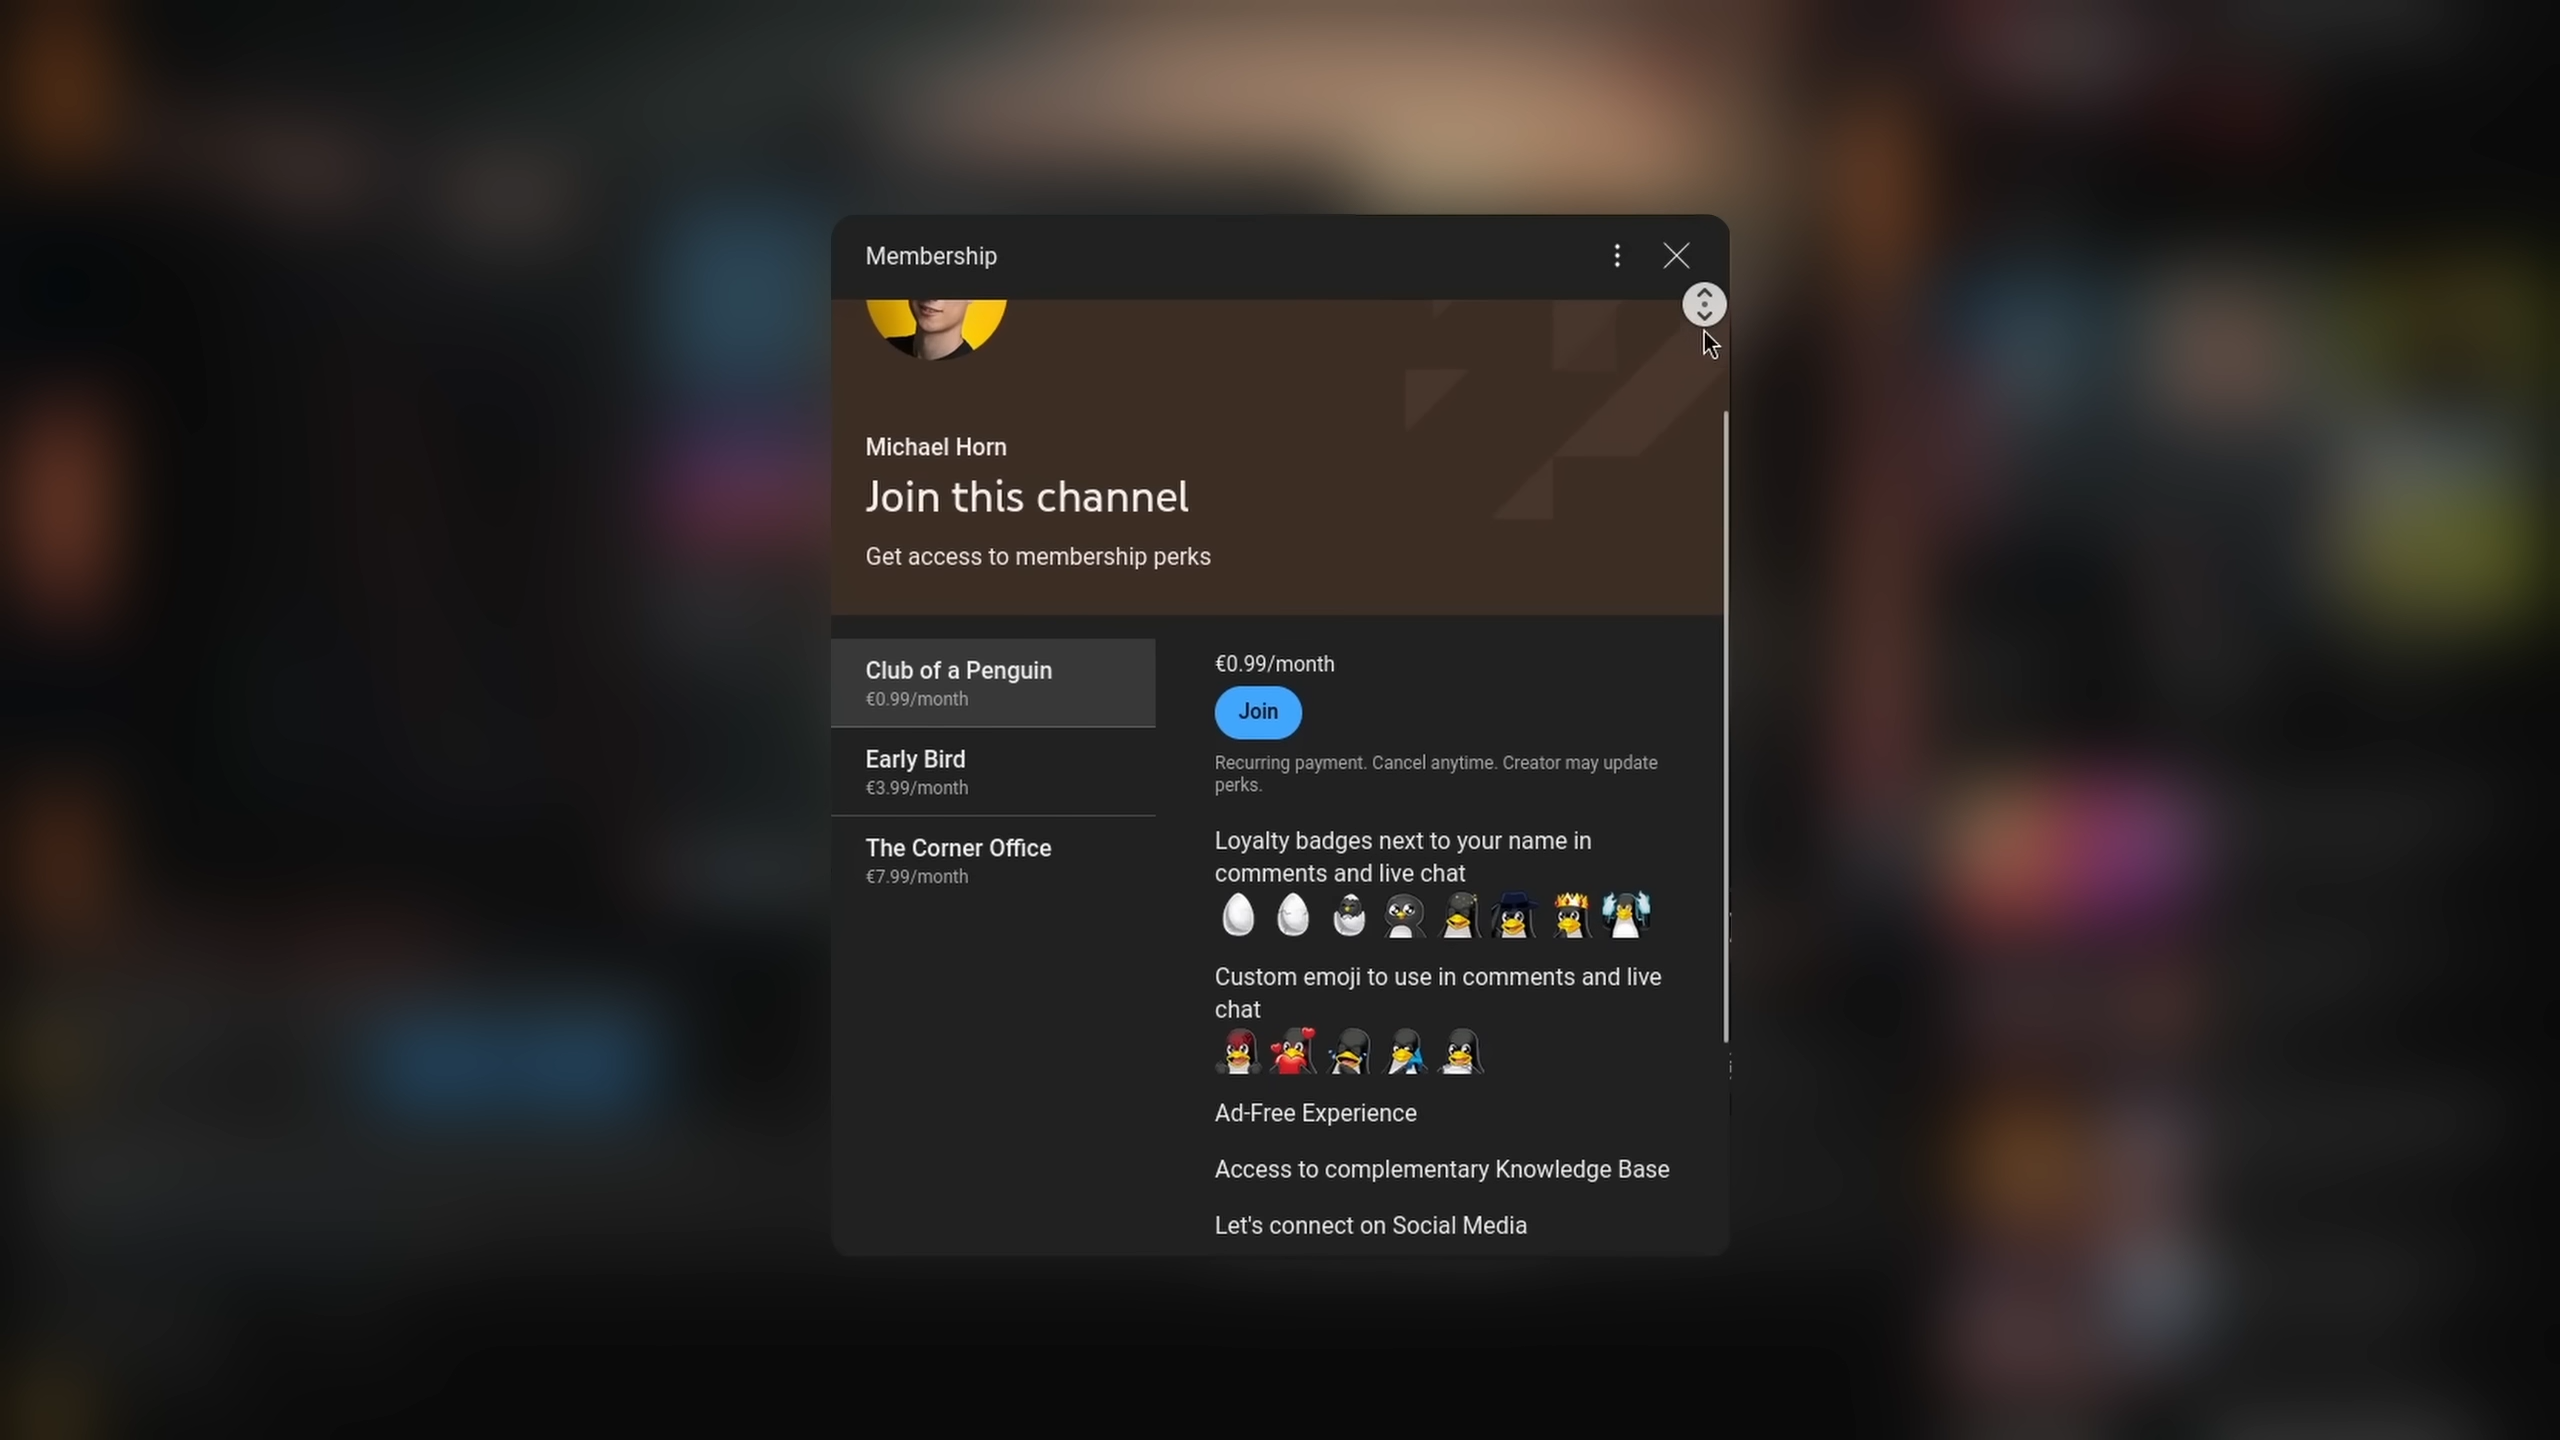 Membership
Michael Horn
Join this channel
Get access to membership perks
Club of a Penguin
€0.99/month
Early Bird
€3.99/month
The Corner Office
€7.99/month
€0.99/month
Join
Recurring payment. Cancel anytime. Creator may update
perks.
Loyalty badges next to your name in
comments and live chat
Custom emoji to use in comments and live
chat
Ad-Free Experience
Access to complementary Knowledge Base
Let's connect on Social Media